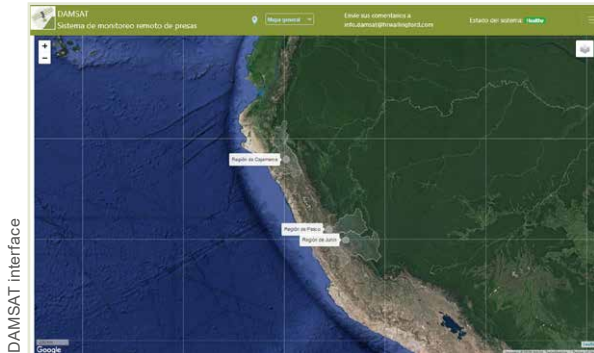 DAMSAT
Sistema de monitoreo remoto de presas
Mapa general
Envíe sus comentarios a
info.damsat@hrwallingford.com
Estado del sistema: Healthy
+
−
Región de Cajamarca
Región de Pasco
Región de Junín
Google
DAMSAT interface